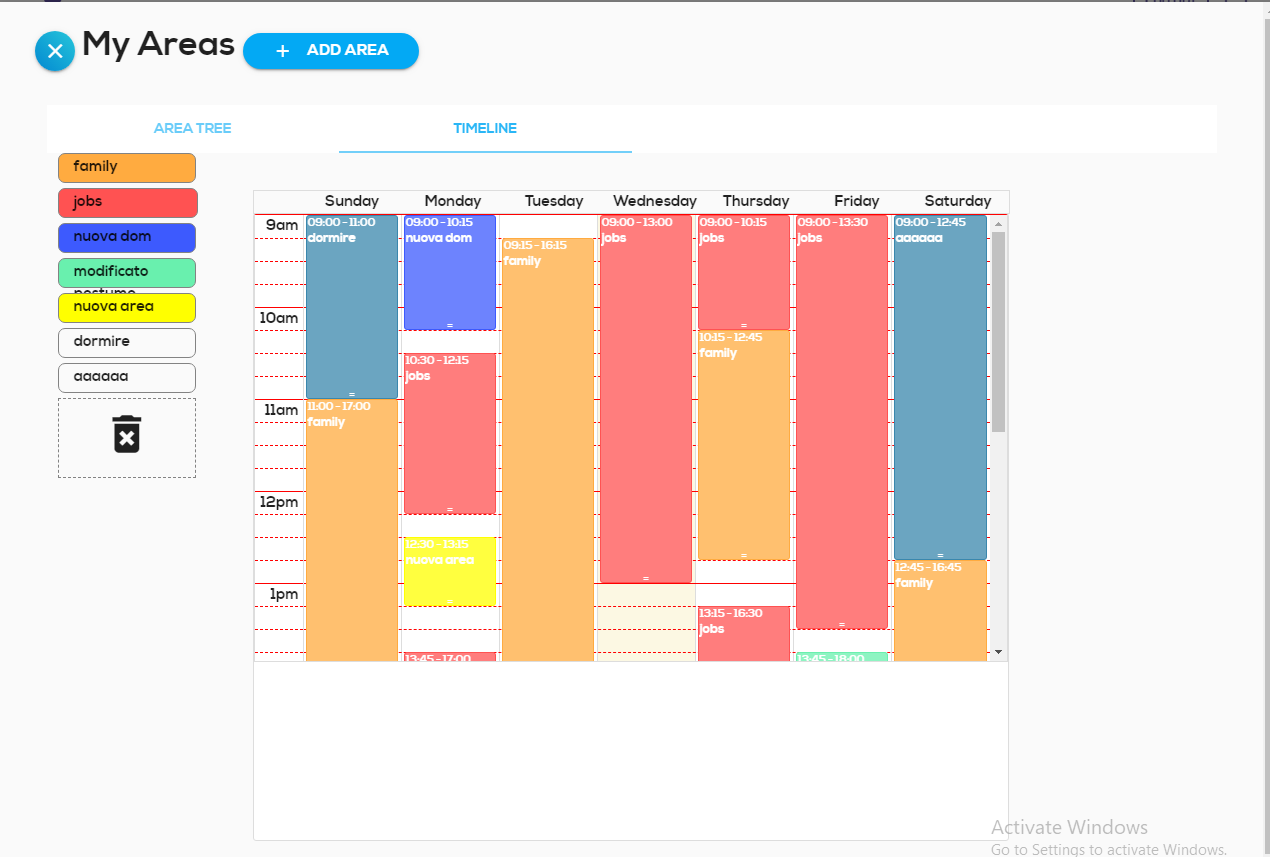 My Areas
+ ADD AREA
AREA TREE
TIMELINE
family
jobs
nuova dom
modificato
postumo
nuova area
dormire
aaaaaa
Sunday Monday Tuesday Wednesday Thursday Friday Saturday
9am
10am
11am
12pm
1pm
09:00 - 11:00
dormire
11:00 - 17:00
family
09:00 - 10:15
nuova dom
10:30 - 12:15
jobs
12:30 - 13:15
nuova area
13:45 - 17:00
09:15 - 16:15
family
09:00 - 13:00
jobs
09:00 - 10:15
jobs
10:15 - 12:45
family
13:15 - 16:30
jobs
09:00 - 13:30
jobs
13:45 - 18:00
09:00 - 12:45
aaaaaa
12:45 - 16:45
family
Activate Windows
Go to Settings to activate Windows.